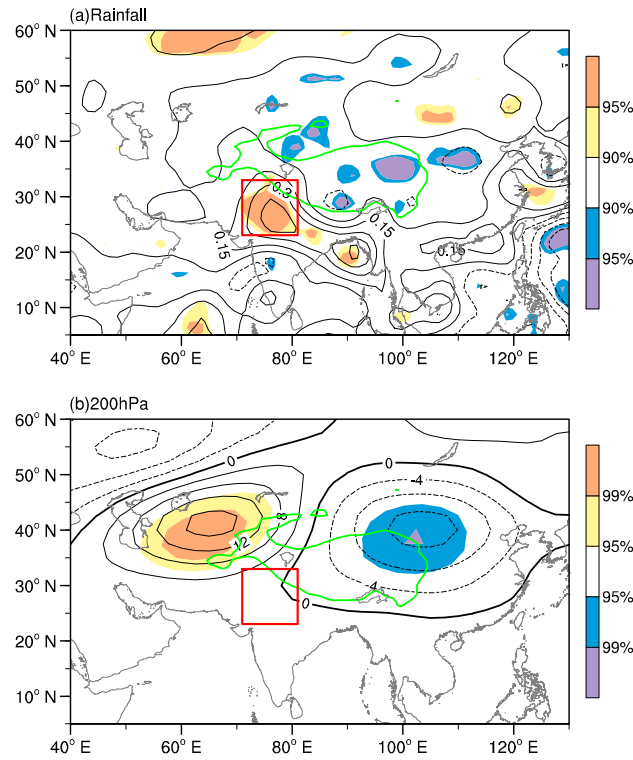 (a)Rainfall
60° N
50° N
40° N
30° N
20° N
10° N
0.3
0.15
0.15
0.15
40° E
60° E
80° E
100° E
120° E
95%
90%
90%
95%
(b)200hPa
60° N
50° N
40° N
30° N
20° N
10° N
0
0
-4
8
12
-4
0
40° E
60° E
80° E
100° E
120° E
99%
95%
95%
99%